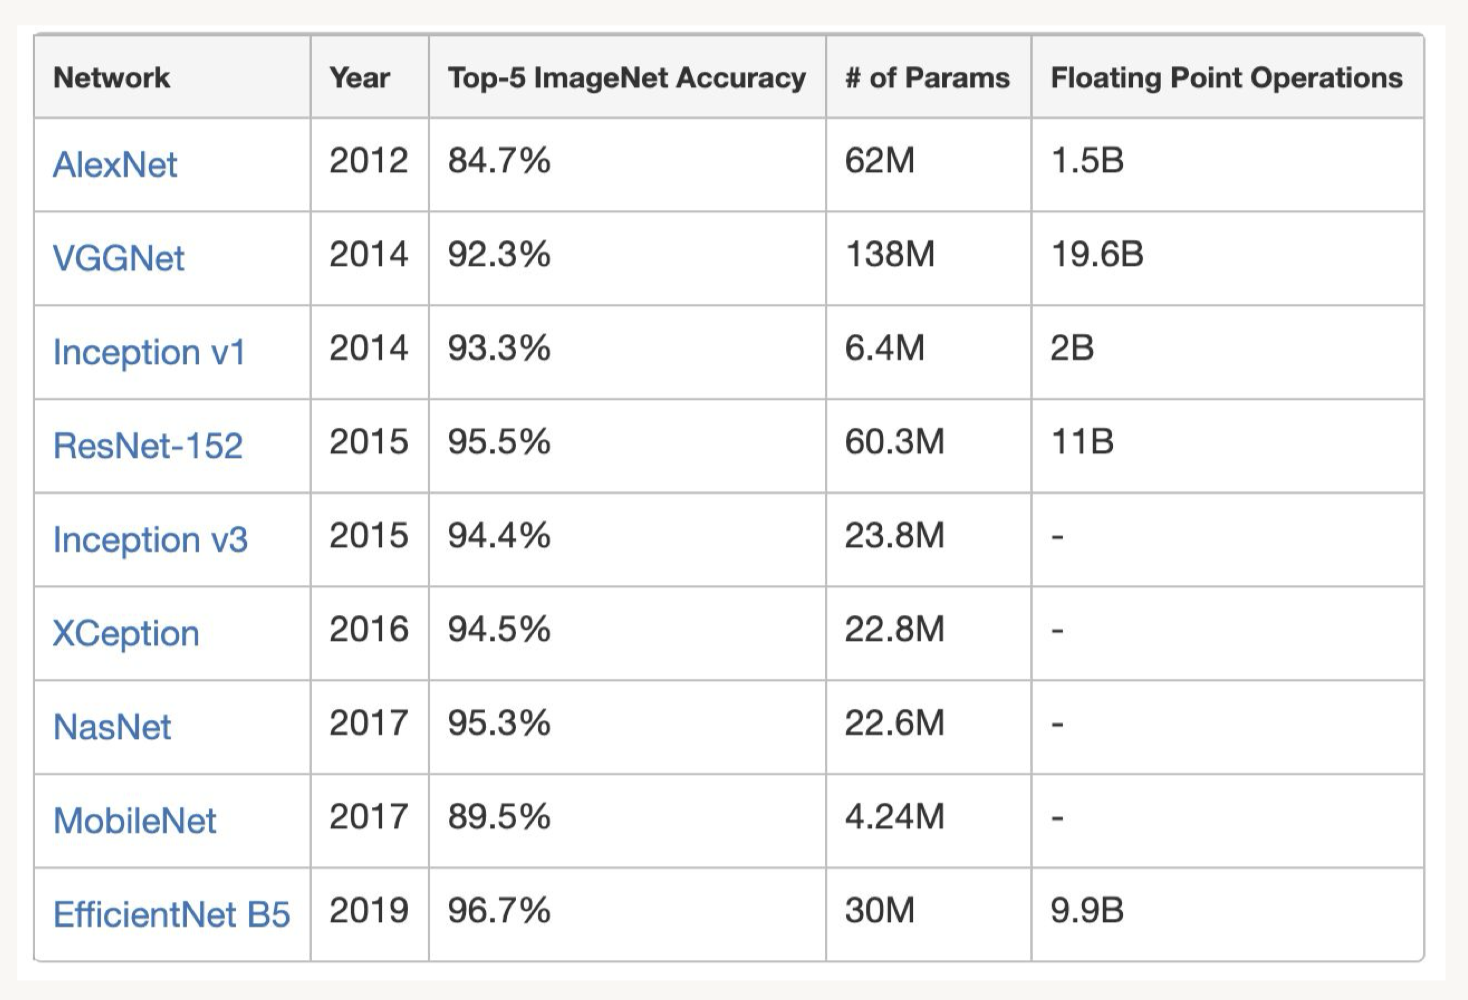 Network Year Top-5 ImageNet Accuracy # of Params Floating Point Operations
AlexNet 2012 84.7% 62M 1.5B
VGGNet 2014 92.3% 138M 19.6B
Inception v1 2014 93.3% 6.4M 2B
ResNet-152 2015 95.5% 60.3M 11B
Inception v3 2015 94.4% 23.8M -
XCeption 2016 94.5% 22.8M -
NasNet 2017 95.3% 22.6M -
MobileNet 2017 89.5% 4.24M -
EfficientNet B5 2019 96.7% 30M 9.9B